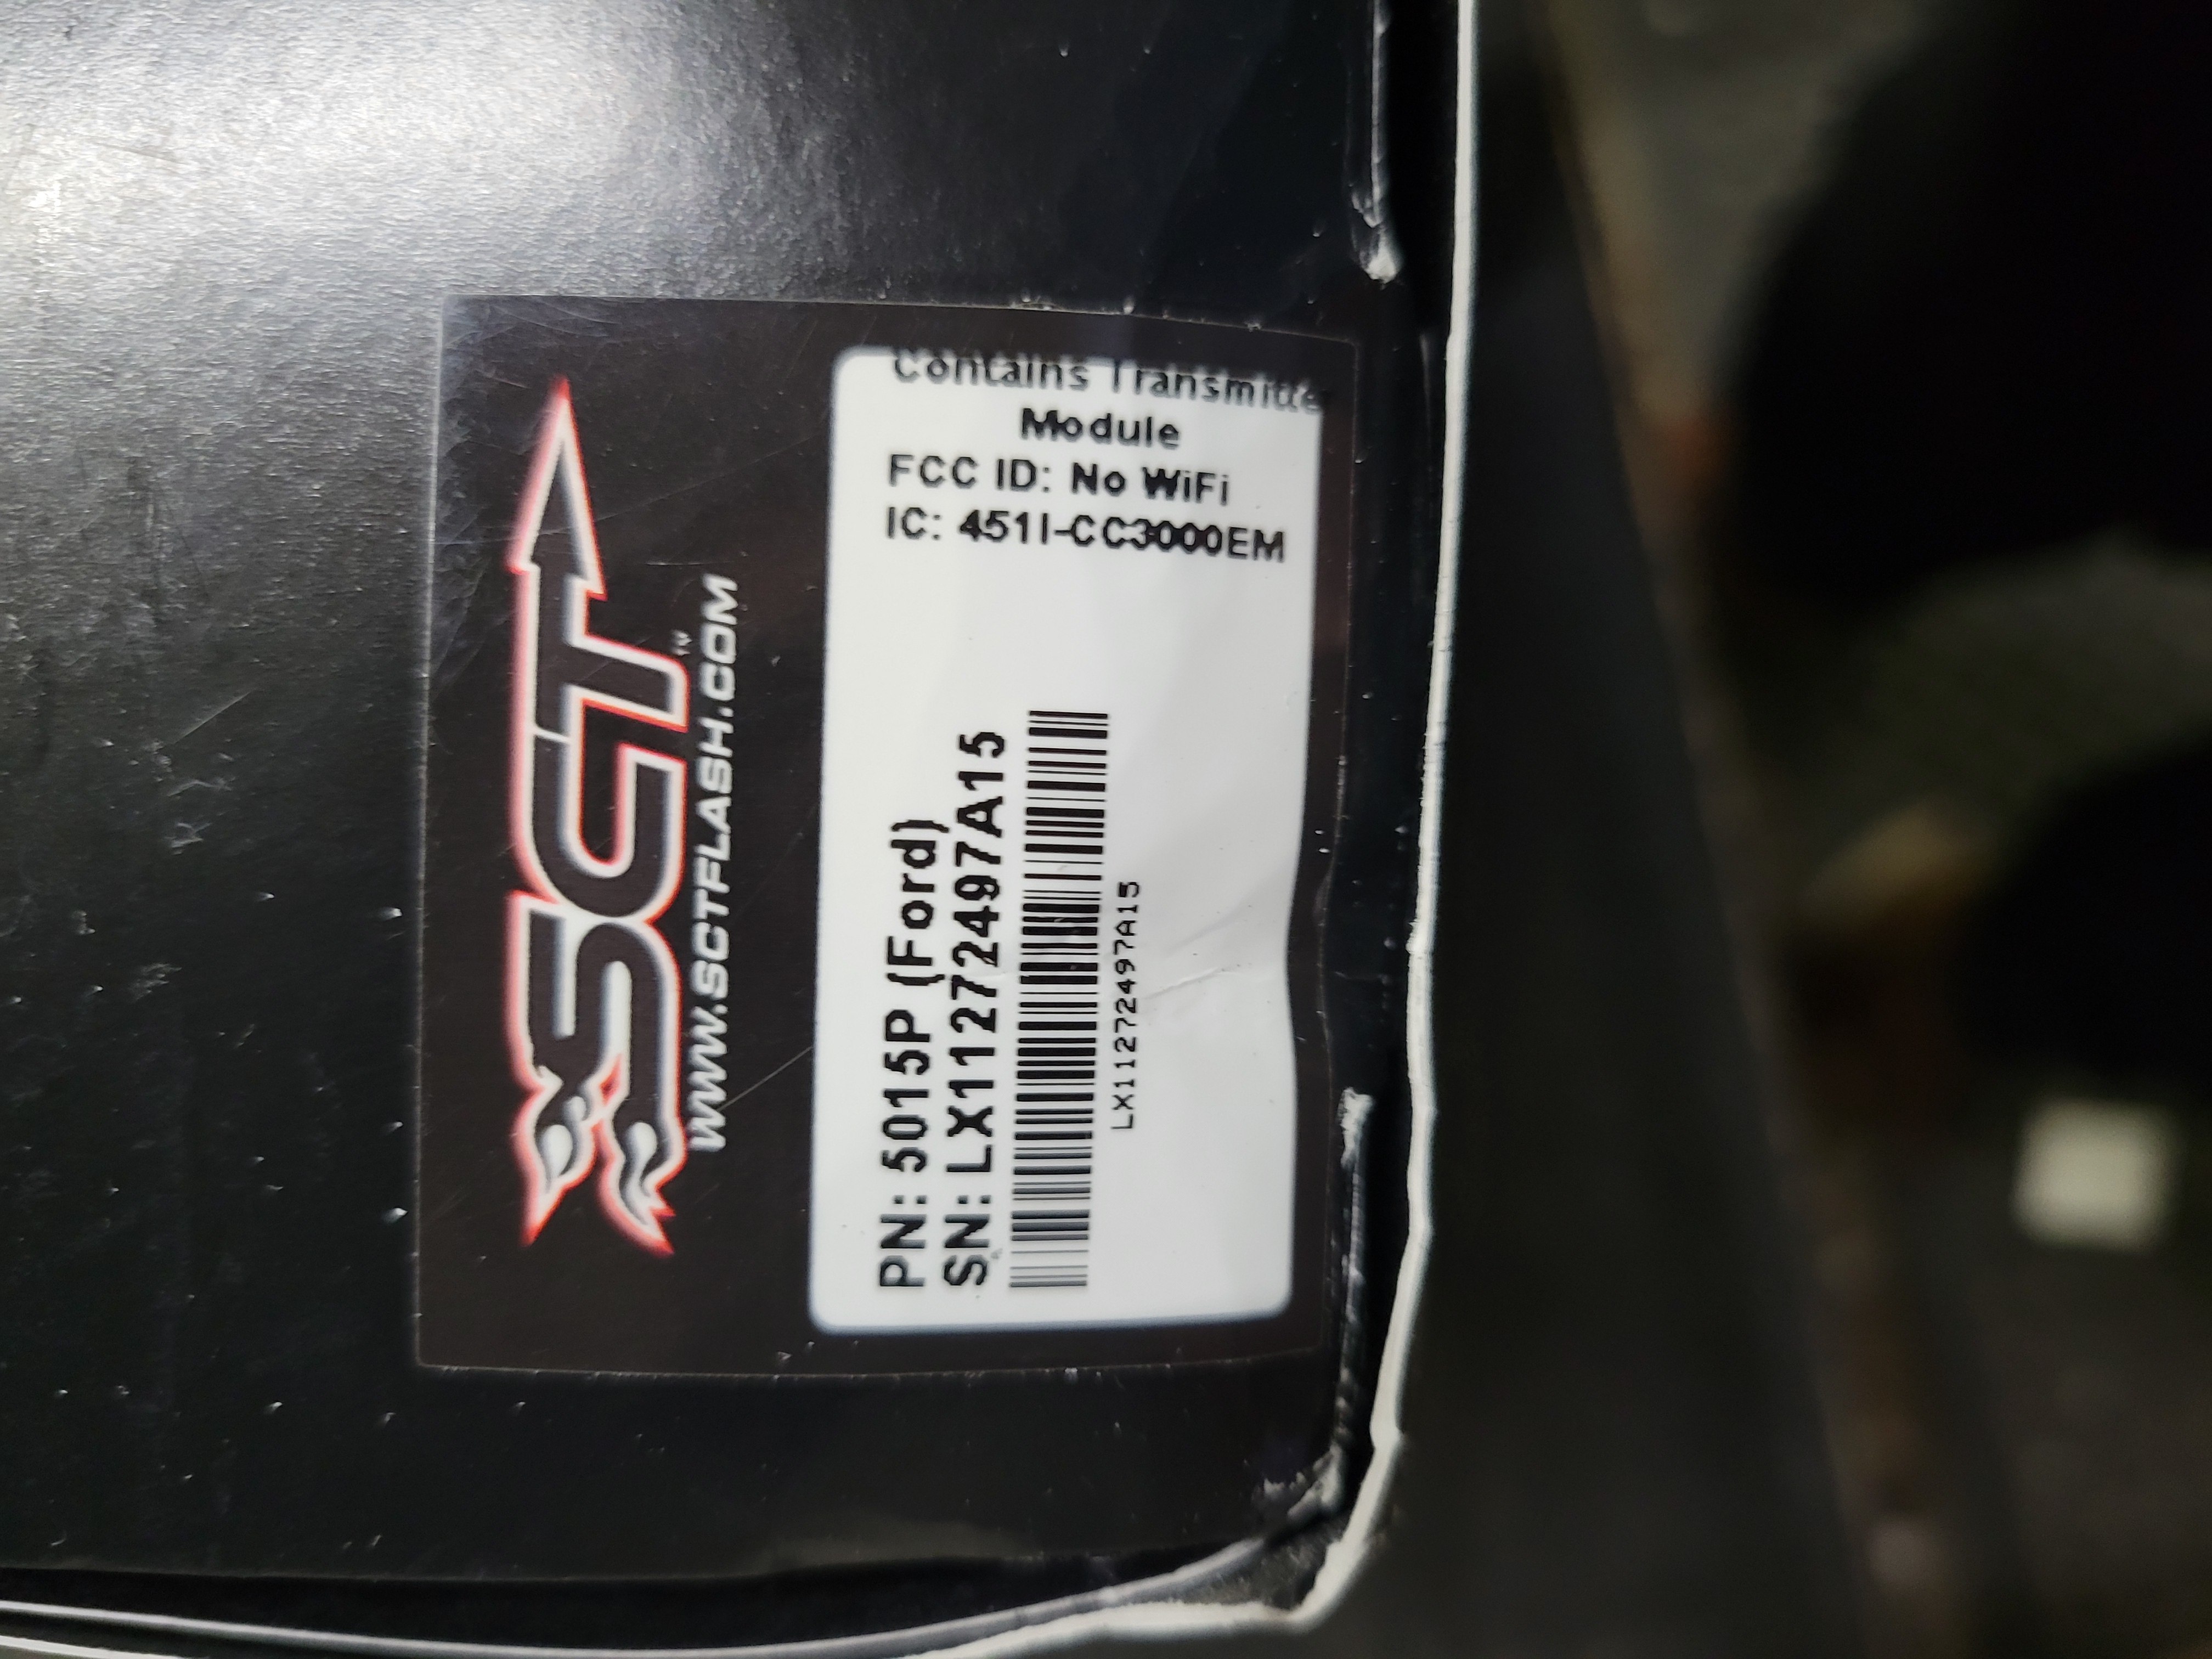 SCT
™
WWW.SCTFLASH.COM
PN: 5015P (Ford)
SN: LX11272497A15
LX11272497A15
Contains Transmitter
Module
FCC ID: No WiFi
IC: 451I-CC3000EM